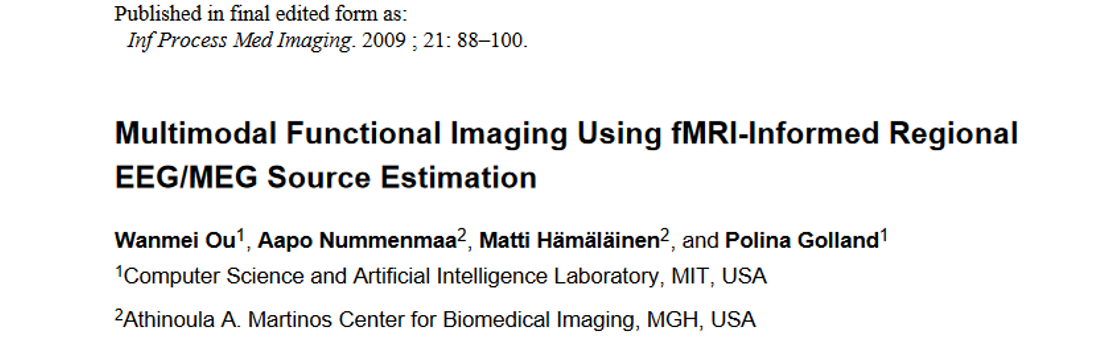 Published in final edited form as:
Inf Process Med Imaging. 2009 ; 21: 88–100.
Multimodal Functional Imaging Using fMRI-Informed Regional
EEG/MEG Source Estimation
Wanmei Ou1, Aapo Nummenmaa2, Matti Hämäläinen2, and Polina Golland1
1Computer Science and Artificial Intelligence Laboratory, MIT, USA
2Athinoula A. Martinos Center for Biomedical Imaging, MGH, USA